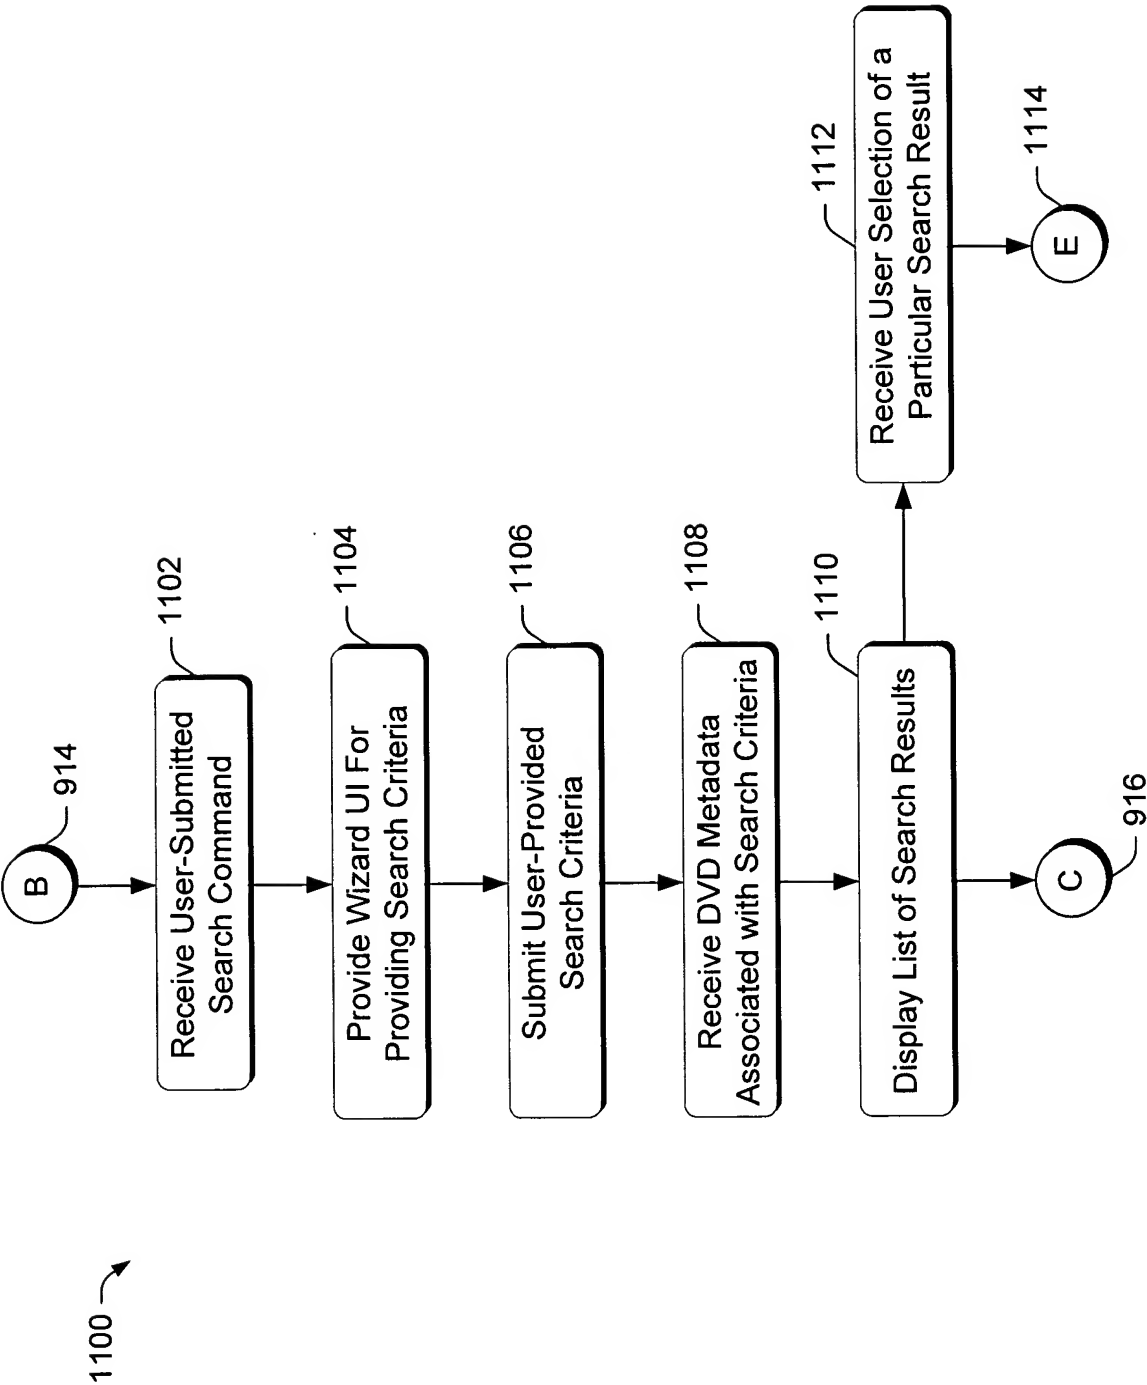 1100
B
914
1102
Receive User-Submitted
Search Command
1104
Provide Wizard UI For
Providing Search Criteria
1106
Submit User-Provided
Search Criteria
1108
Receive DVD Metadata
Associated with Search Criteria
1110
Display List of Search Results
C
916
1112
Receive User Selection of a
Particular Search Result
E
1114